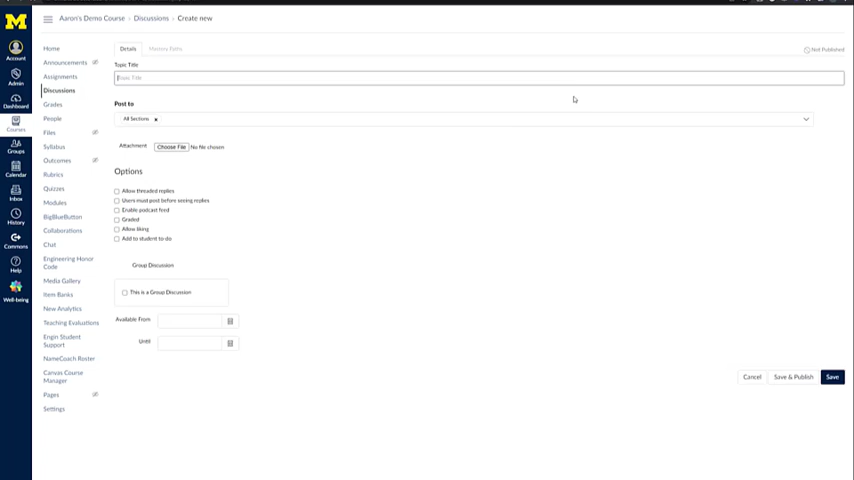 M
Aaron's Demo Course > Discussions > Create new
Account
Admin
Dashboard
Courses
Groups
Calendar
Inbox
History
Commons
Help
Well-being
Home
Announcements
Assignments
Discussions
Grades
People
Files
Syllabus
Outcomes
Rubrics
Quizzes
Modules
BigBlueButton
Collaborations
Chat
Engineering Honor
Code
Media Gallery
Item Banks
New Analytics
Teaching Evaluations
Engin Student
Support
NameCoach Roster
Canvas Course
Manager
Pages
Settings
Details
Mastery Paths
Not Published
Topic Title
Topic Title
Post to
All Sections ×
Attachment Choose File No file chosen
Options
Allow threaded replies
Users must post before seeing replies
Enable podcast feed
Graded
Allow liking
Add to student to do
Group Discussion
This is a Group Discussion
Available From
Until
Cancel
Save & Publish
Save